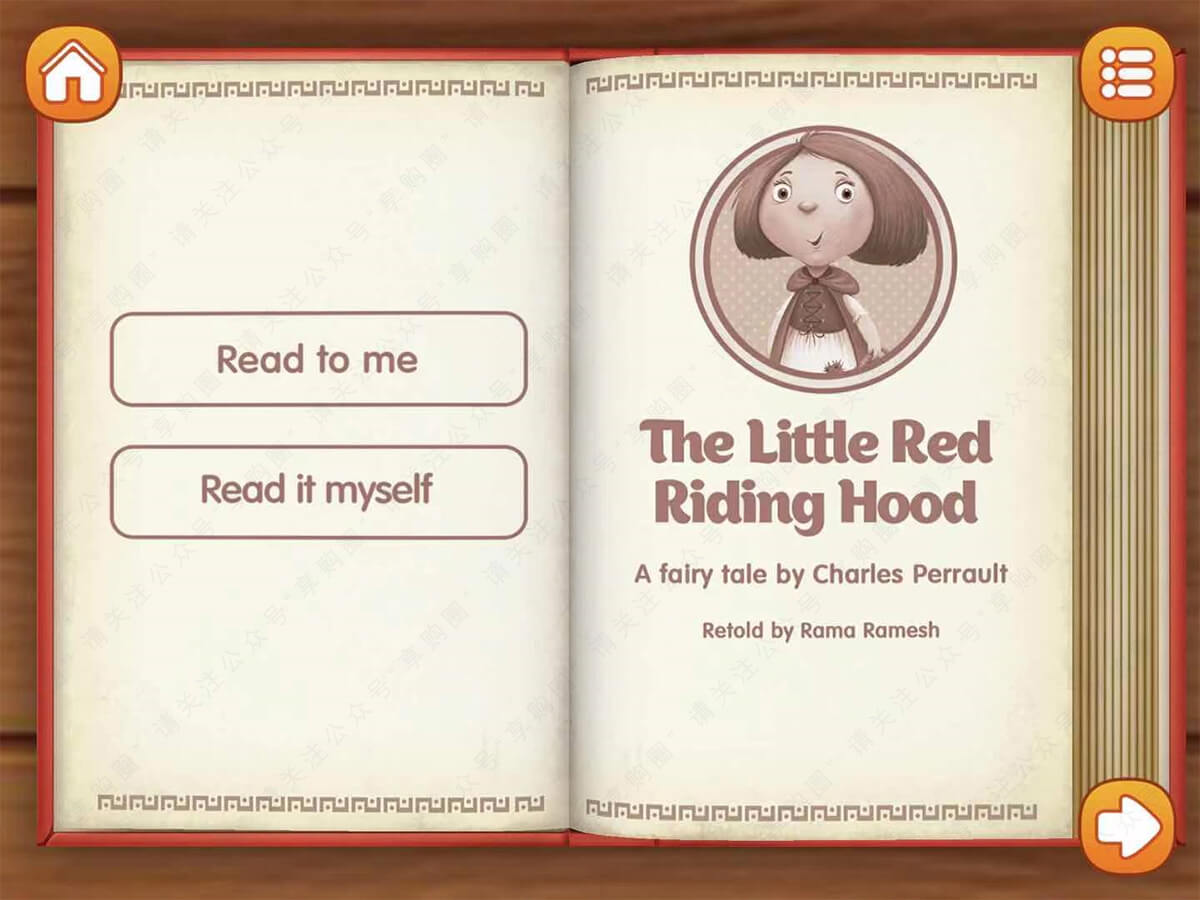 Read to me
Read it myself
The Little Red
Riding Hood
A fairy tale by Charles Perrault
Retold by Rama Ramesh
请关注公众号"享购圈"